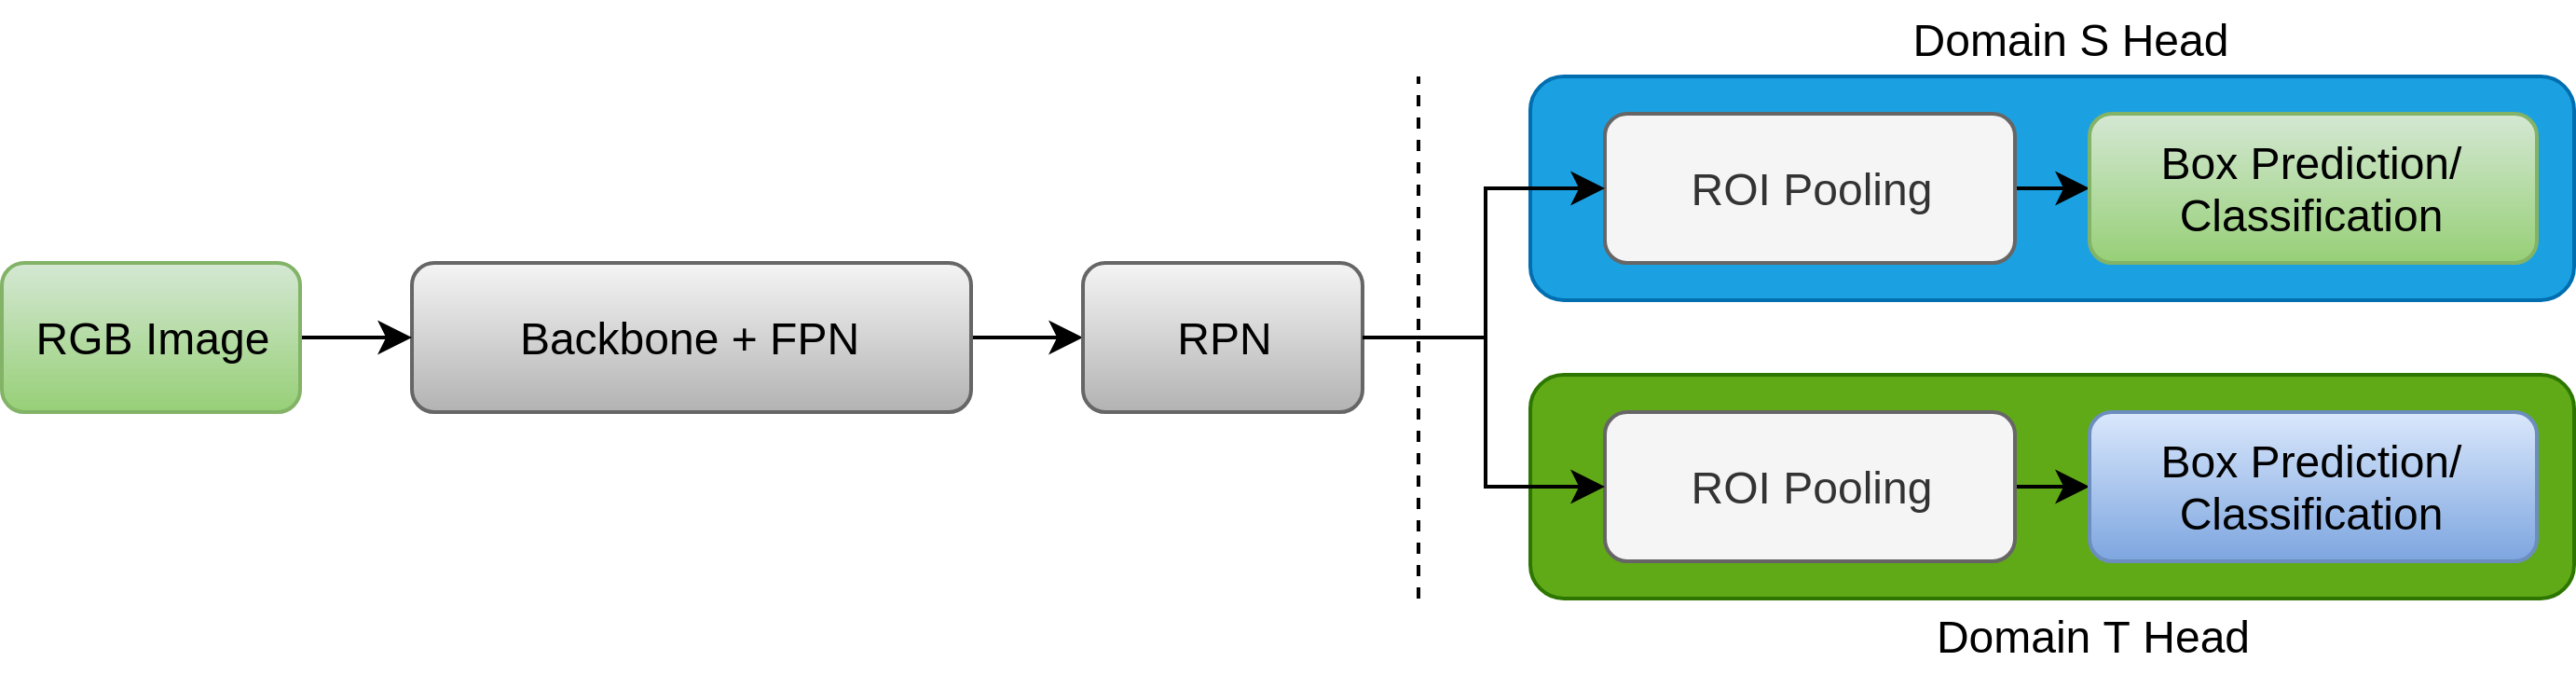 Domain S Head
ROI Pooling
Box Prediction/
Classification
RGB Image
Backbone + FPN
RPN
ROI Pooling
Box Prediction/
Classification
Domain T Head